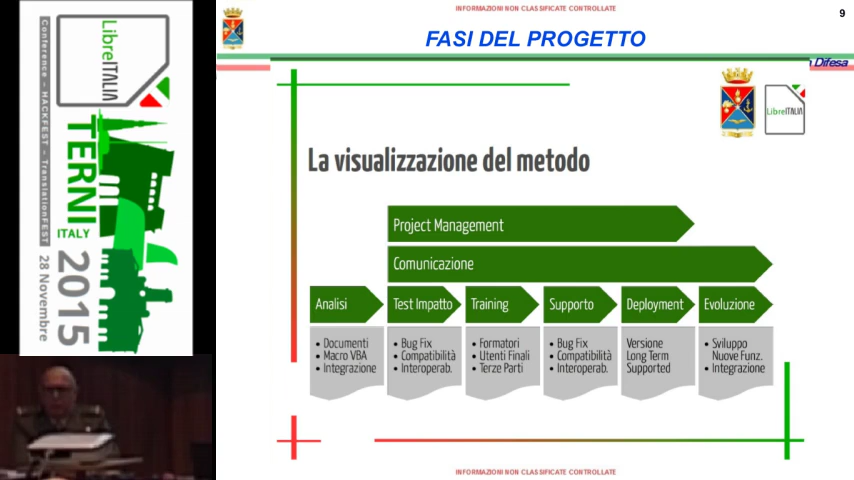 LibreITALIA
Conference - HACKFEST - TranslationFEST
TERNI
ITALY
2015
28 Novembre
INFORMAZIONI NON CLASSIFICATE CONTROLLATE
9
FASI DEL PROGETTO
Difesa
LibreITALIA
La visualizzazione del metodo
Project Management
Comunicazione
Analisi
• Documenti
• Macro VBA
• Integrazione
Test Impatto
• Bug Fix
• Compatibilità
• Interoperab.
Training
• Formatori
• Utenti Finali
• Terze Parti
Supporto
• Bug Fix
• Compatibilità
• Interoperab.
Deployment
Versione
Long Term
Supported
Evoluzione
• Sviluppo
Nuove Funz.
• Integrazione
INFORMAZIONI NON CLASSIFICATE CONTROLLATE